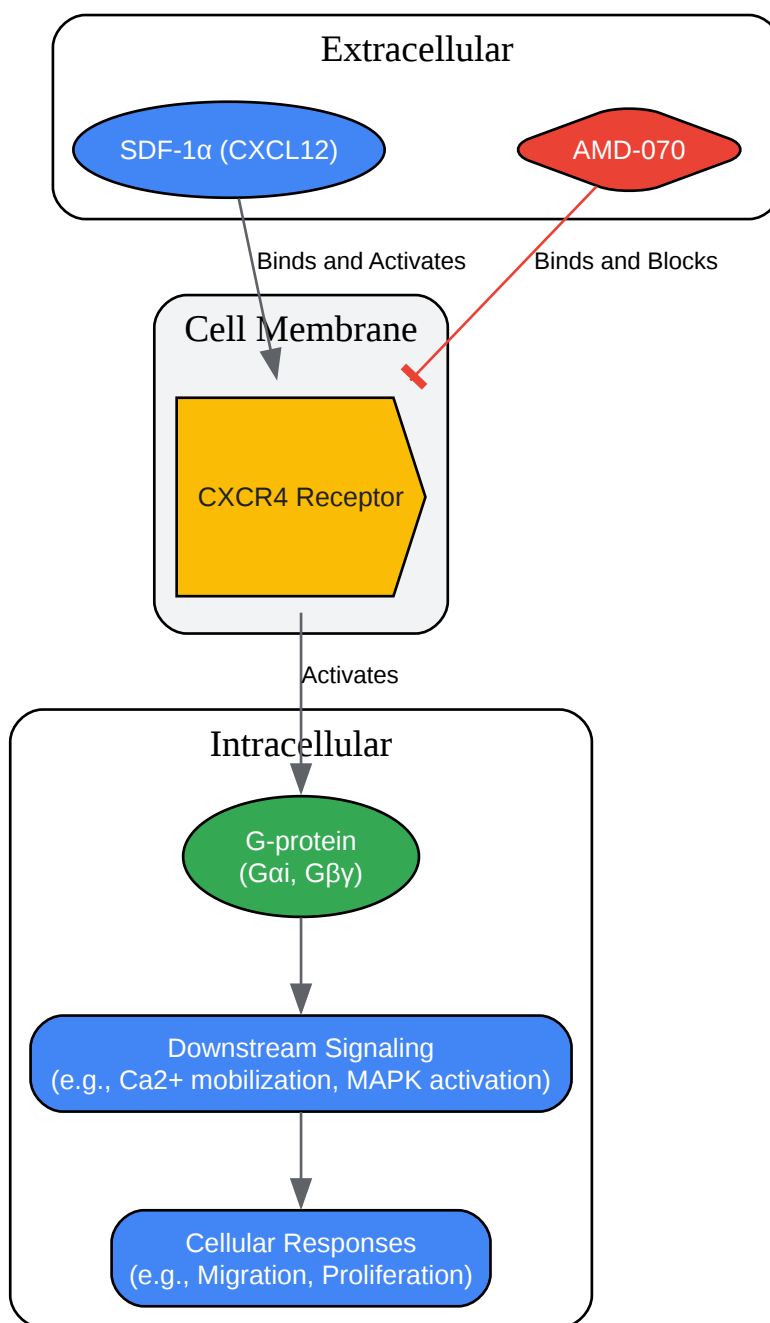 Extracellular
SDF-1α (CXCL12)
AMD-070
Binds and Activates
Binds and Blocks
Cell Membrane
CXCR4 Receptor
Activates
Intracellular
G-protein
(Gαi, Gβγ)
Downstream Signaling
(e.g., Ca2+ mobilization, MAPK activation)
Cellular Responses
(e.g., Migration, Proliferation)